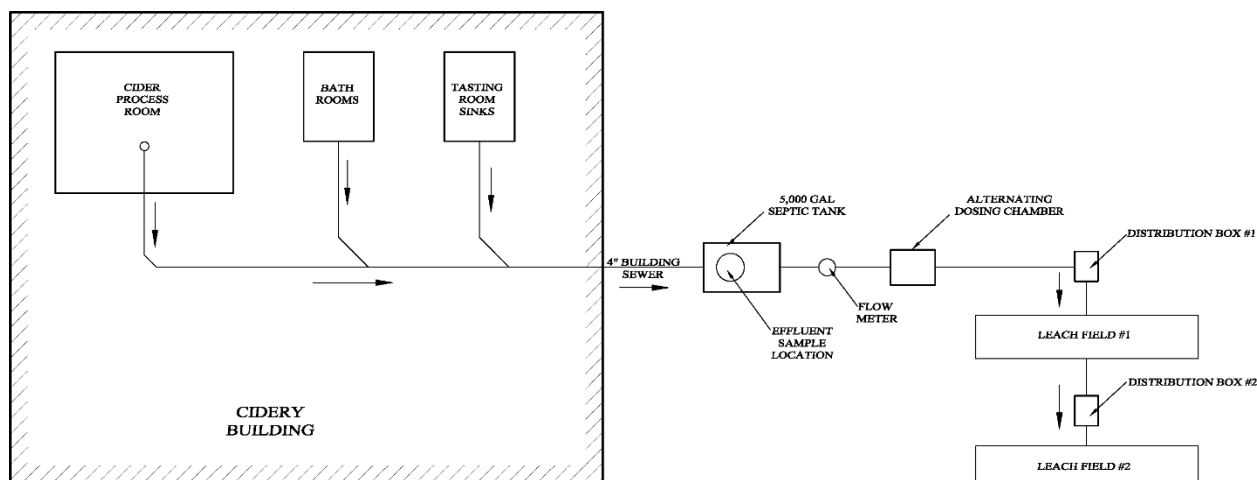 CIDER
PROCESS
ROOM
BATH
ROOMS
TASTING
ROOM
SINKS
CIDERY
BUILDING
4" BUILDING
SEWER
5,000 GAL
SEPTIC TANK
EFFLUENT
SAMPLE
LOCATION
FLOW
METER
ALTERNATING
DOSING CHAMBER
DISTRIBUTION BOX #1
LEACH FIELD #1
DISTRIBUTION BOX #2
LEACH FIELD #2